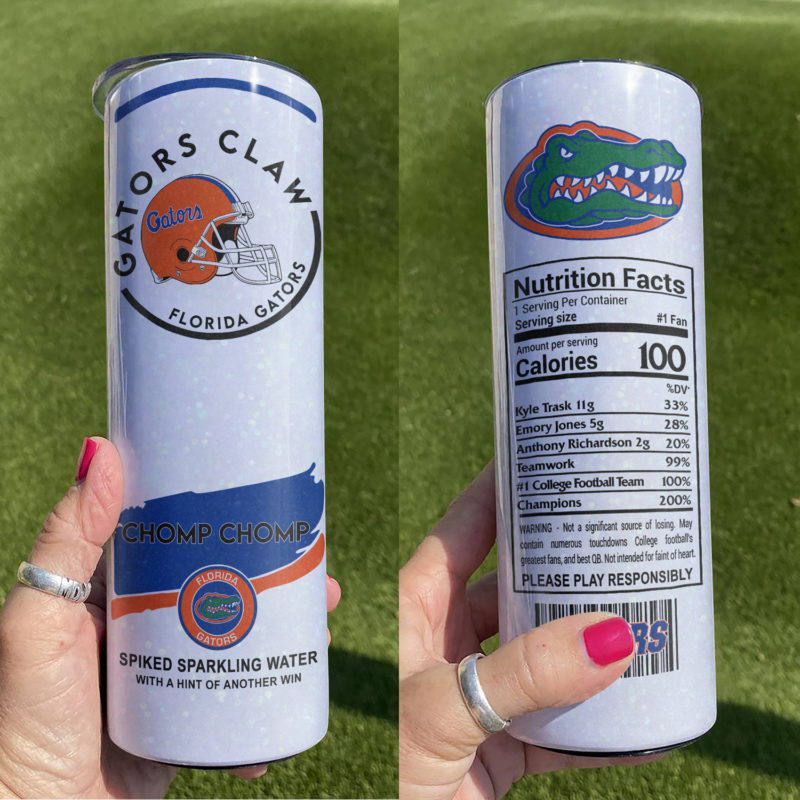 GATORS CLAW
Gators
FLORIDA GATORS
CHOMP CHOMP
FLORIDA
GATORS
SPIKED SPARKLING WATER
WITH A HINT OF ANOTHER WIN
Nutrition Facts
1 Serving Per Container
Serving size #1 Fan
Amount per serving
Calories 100
%DV*
Kyle Trask 11g 33%
Emory Jones 5g 28%
Anthony Richardson 2g 20%
Teamwork 99%
#1 College Football Team 100%
Champions 200%
WARNING - Not a significant source of losing. May
contain numerous touchdowns College football's
greatest fans, and best QB. Not intended for faint of heart.
PLEASE PLAY RESPONSIBLY